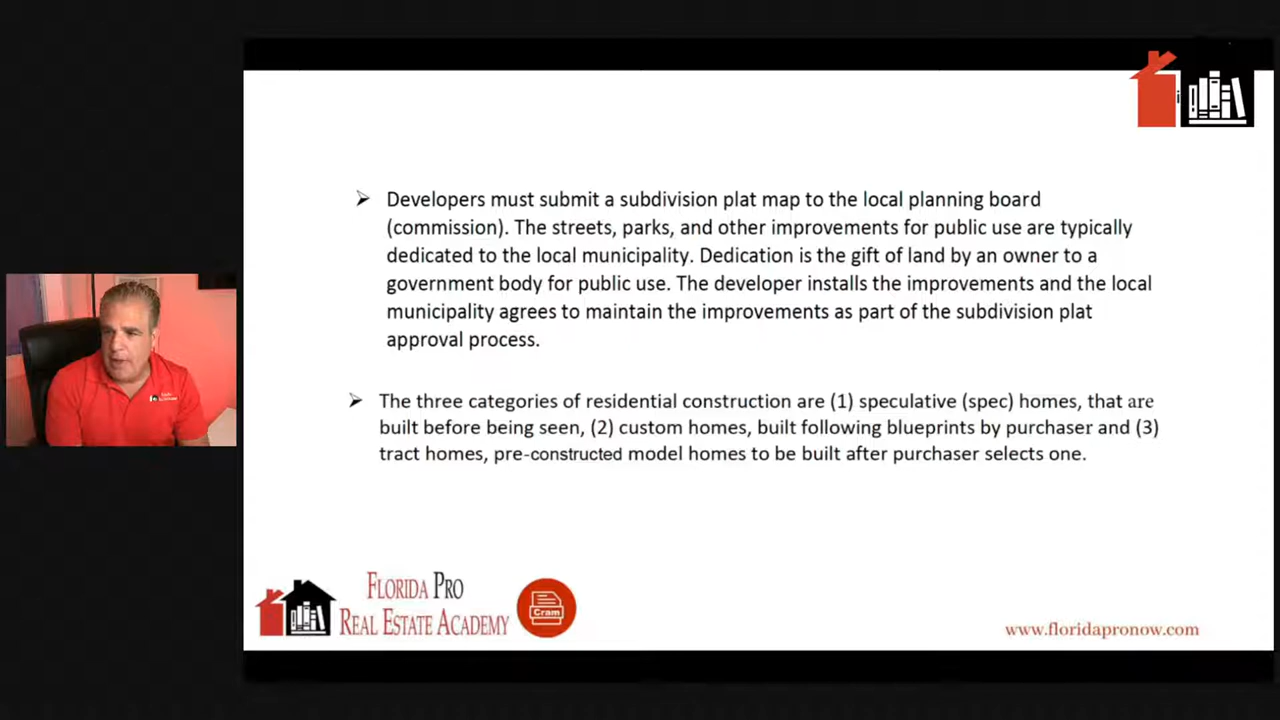 Developers must submit a subdivision plat map to the local planning board
(commission). The streets, parks, and other improvements for public use are typically
dedicated to the local municipality. Dedication is the gift of land by an owner to a
government body for public use. The developer installs the improvements and the local
municipality agrees to maintain the improvements as part of the subdivision plat
approval process.
The three categories of residential construction are (1) speculative (spec) homes, that are
built before being seen, (2) custom homes, built following blueprints by purchaser and (3)
tract homes, pre-constructed model homes to be built after purchaser selects one.
FLORIDA PRO
REAL ESTATE ACADEMY
Cram
www.floridapronow.com